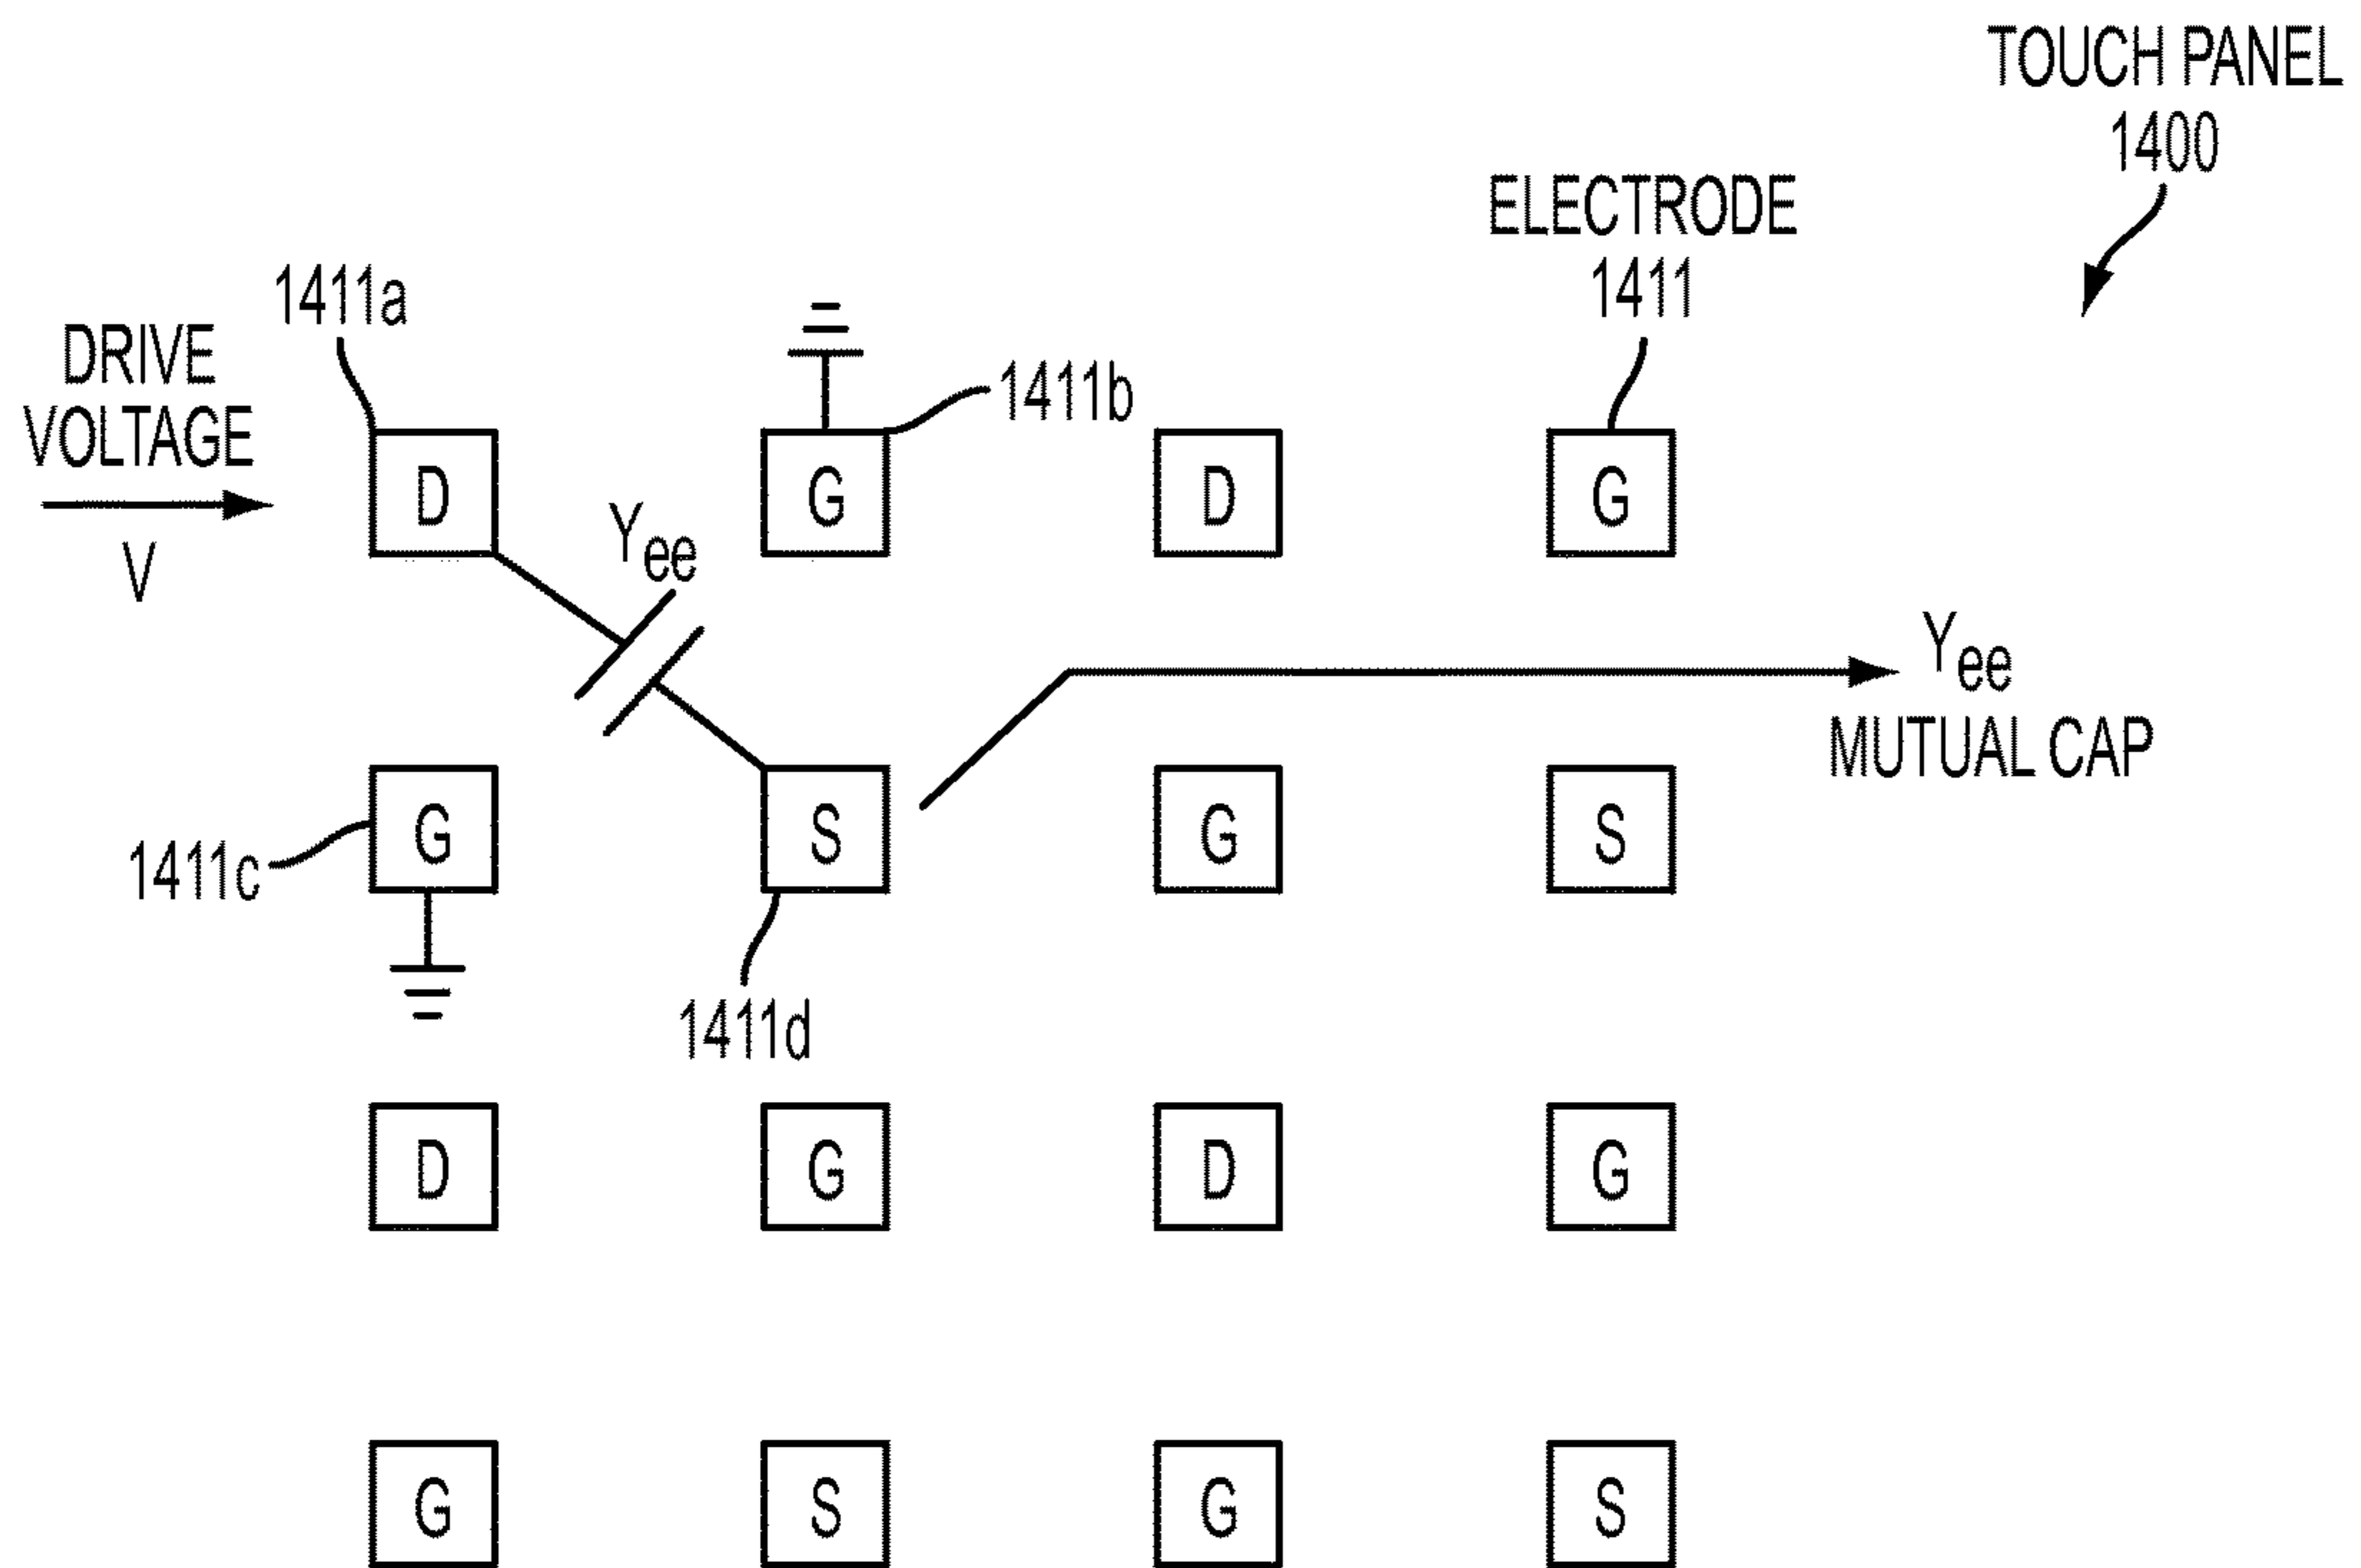 TOUCH PANEL
1400
ELECTRODE
1411
1411a
DRIVE
VOLTAGE
V
1411b
D
G
D
G
Yee
Yee
MUTUAL CAP
G
S
G
S
1411c
1411d
D
G
D
G
G
S
G
S